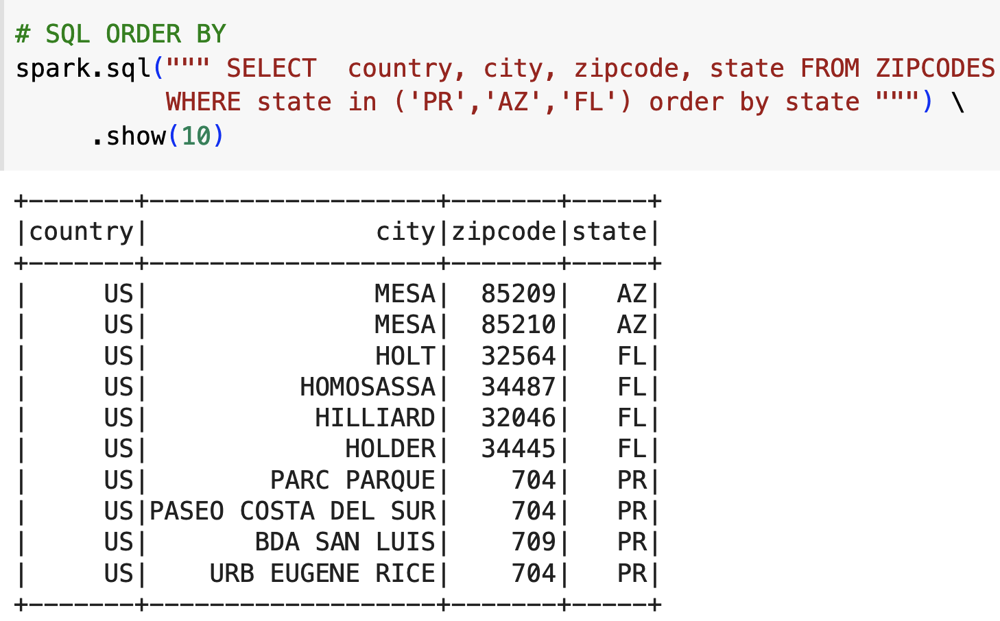 # SQL ORDER BY
spark.sql(""" SELECT  country, city, zipcode, state FROM ZIPCODES
          WHERE state in ('PR','AZ','FL') order by state """) \
     .show(10)
+-------+-------------------+-------+-----+
|country|               city|zipcode|state|
+-------+-------------------+-------+-----+
|     US|               MESA|  85209|   AZ|
|     US|               MESA|  85210|   AZ|
|     US|               HOLT|  32564|   FL|
|     US|          HOMOSASSA|  34487|   FL|
|     US|           HILLIARD|  32046|   FL|
|     US|             HOLDER|  34445|   FL|
|     US|        PARC PARQUE|    704|   PR|
|     US|PASEO COSTA DEL SUR|    704|   PR|
|     US|       BDA SAN LUIS|    709|   PR|
|     US|    URB EUGENE RICE|    704|   PR|
+-------+-------------------+-------+-----+